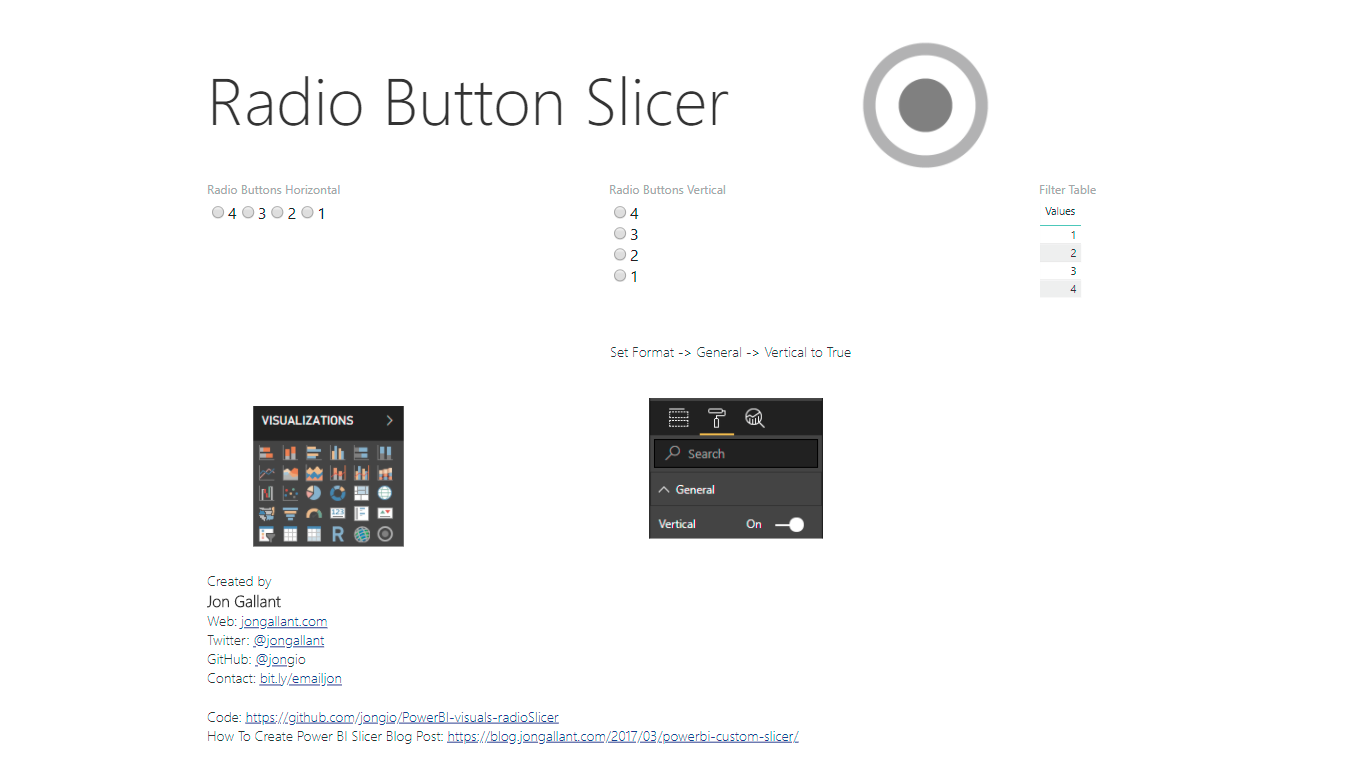 Radio Button Slicer
Radio Buttons Horizontal
4 3 2 1
Radio Buttons Vertical
4
3
2
1
Filter Table
Values
1
2
3
4
Set Format -> General -> Vertical to True
VISUALIZATIONS
123
R
Search
General
Vertical On
Created by
Jon Gallant
Web: jongallant.com
Twitter: @jongallant
GitHub: @jongio
Contact: bit.ly/emailjon
Code: https://github.com/jongio/PowerBI-visuals-radioSlicer
How To Create Power BI Slicer Blog Post: https://blog.jongallant.com/2017/03/powerbi-custom-slicer/